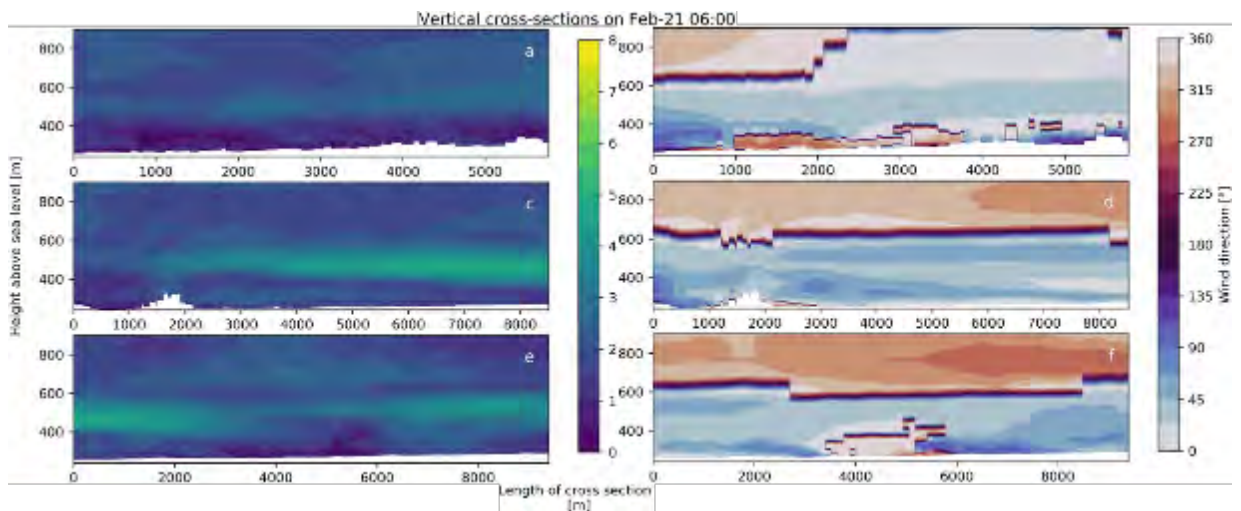 Vertical cross-sections on Feb-21 06:00
Height above sea level [m]
800
600
400
a
0 1000 2000 3000 4000 5000
800
600
400
c
0 1000 2000 3000 4000 5000 6000 7000 8000
800
600
400
e
0 2000 4000 6000 8000
8
7
6
5
4
3
2
1
0
800
600
400
0 1000 2000 3000 4000 5000
800
600
400
d
0 1000 2000 3000 4000 5000 6000 7000 8000
800
600
400
f
0 2000 4000 6000 8000
360
315
270
225
180
135
90
45
0
Wind direction [°]
Length of cross section
[m]